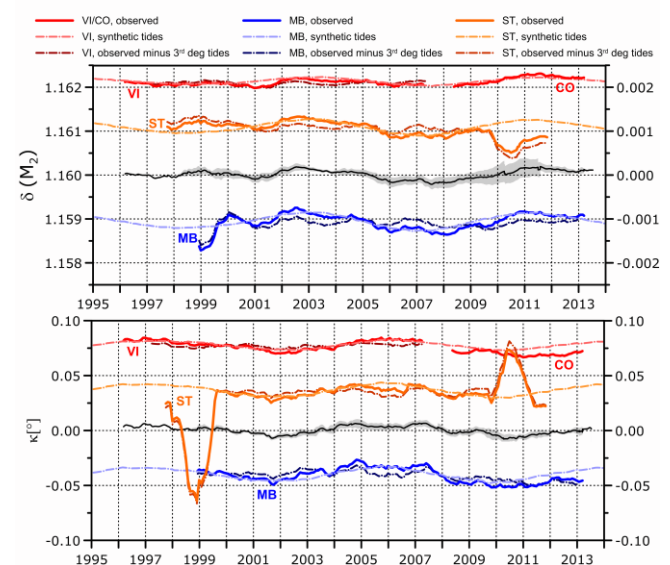 VI/CO, observed MB, observed ST, observed
VI, synthetic tides MB, synthetic tides ST, synthetic tides
VI, observed minus 3rd deg tides MB, observed minus 3rd deg tides ST, observed minus 3rd deg tides
1.162 VI CO 0.002
ST
1.161 0.001
δ (M2)
1.160 0.000
1.159 -0.001
MB
1.158 -0.002
1995 1997 1999 2001 2003 2005 2007 2009 2011 2013
0.10 0.10
VI CO
0.05 0.05
ST
κ[°]
0.00 0.00
-0.05 -0.05
MB
-0.10 -0.10
1995 1997 1999 2001 2003 2005 2007 2009 2011 2013